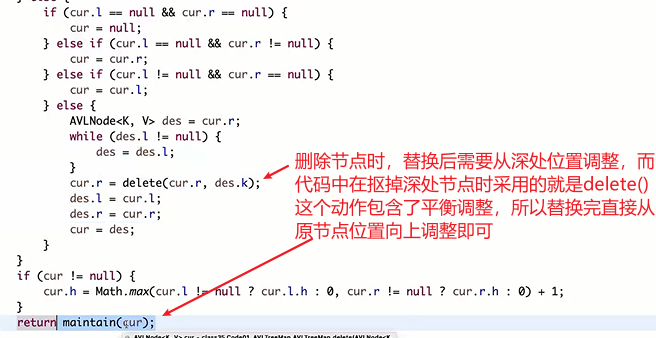 if (cur.l == null && cur.r == null) {
cur = null;
} else if (cur.l == null && cur.r != null) {
cur = cur.r;
} else if (cur.l != null && cur.r == null) {
cur = cur.l;
} else {
AVLNode<K, V> des = cur.r;
while (des.l != null) {
des = des.l;
}
cur.r = delete(cur.r, des.k);
des.l = cur.l;
des.r = cur.r;
cur = des;
}
}
if (cur != null) {
cur.h = Math.max(cur.l != null ? cur.l.h : 0, cur.r != null ? cur.r.h : 0) + 1;
}
return maintain(cur);
删除节点时，替换后需要从深处位置调整，而
代码中在抠掉深处节点时采用的就是delete()
这个动作包含了平衡调整，所以替换完直接从
原节点位置向上调整即可